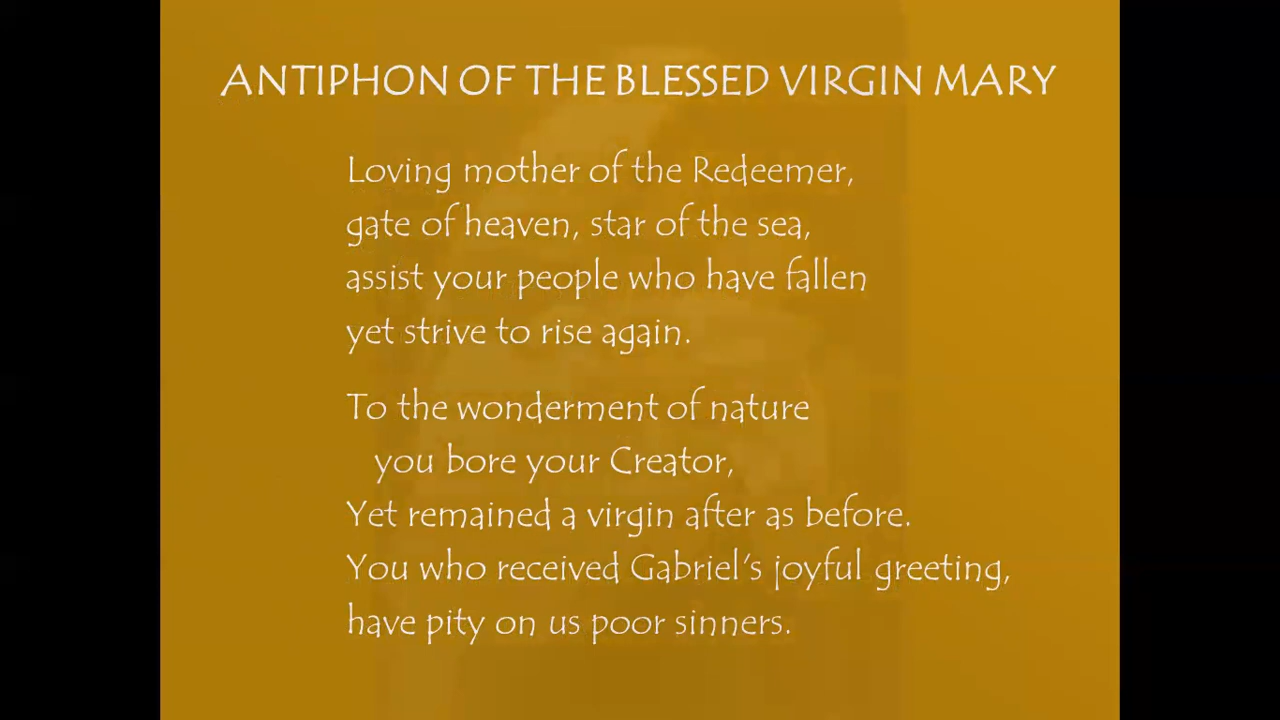 ANTIPHON OF THE BLESSED VIRGIN MARY
Loving mother of the Redeemer,
gate of heaven, star of the sea,
assist your people who have fallen
yet strive to rise again.
To the wonderment of nature
you bore your Creator,
Yet remained a virgin after as before.
You who received Gabriel's joyful greeting,
have pity on us poor sinners.